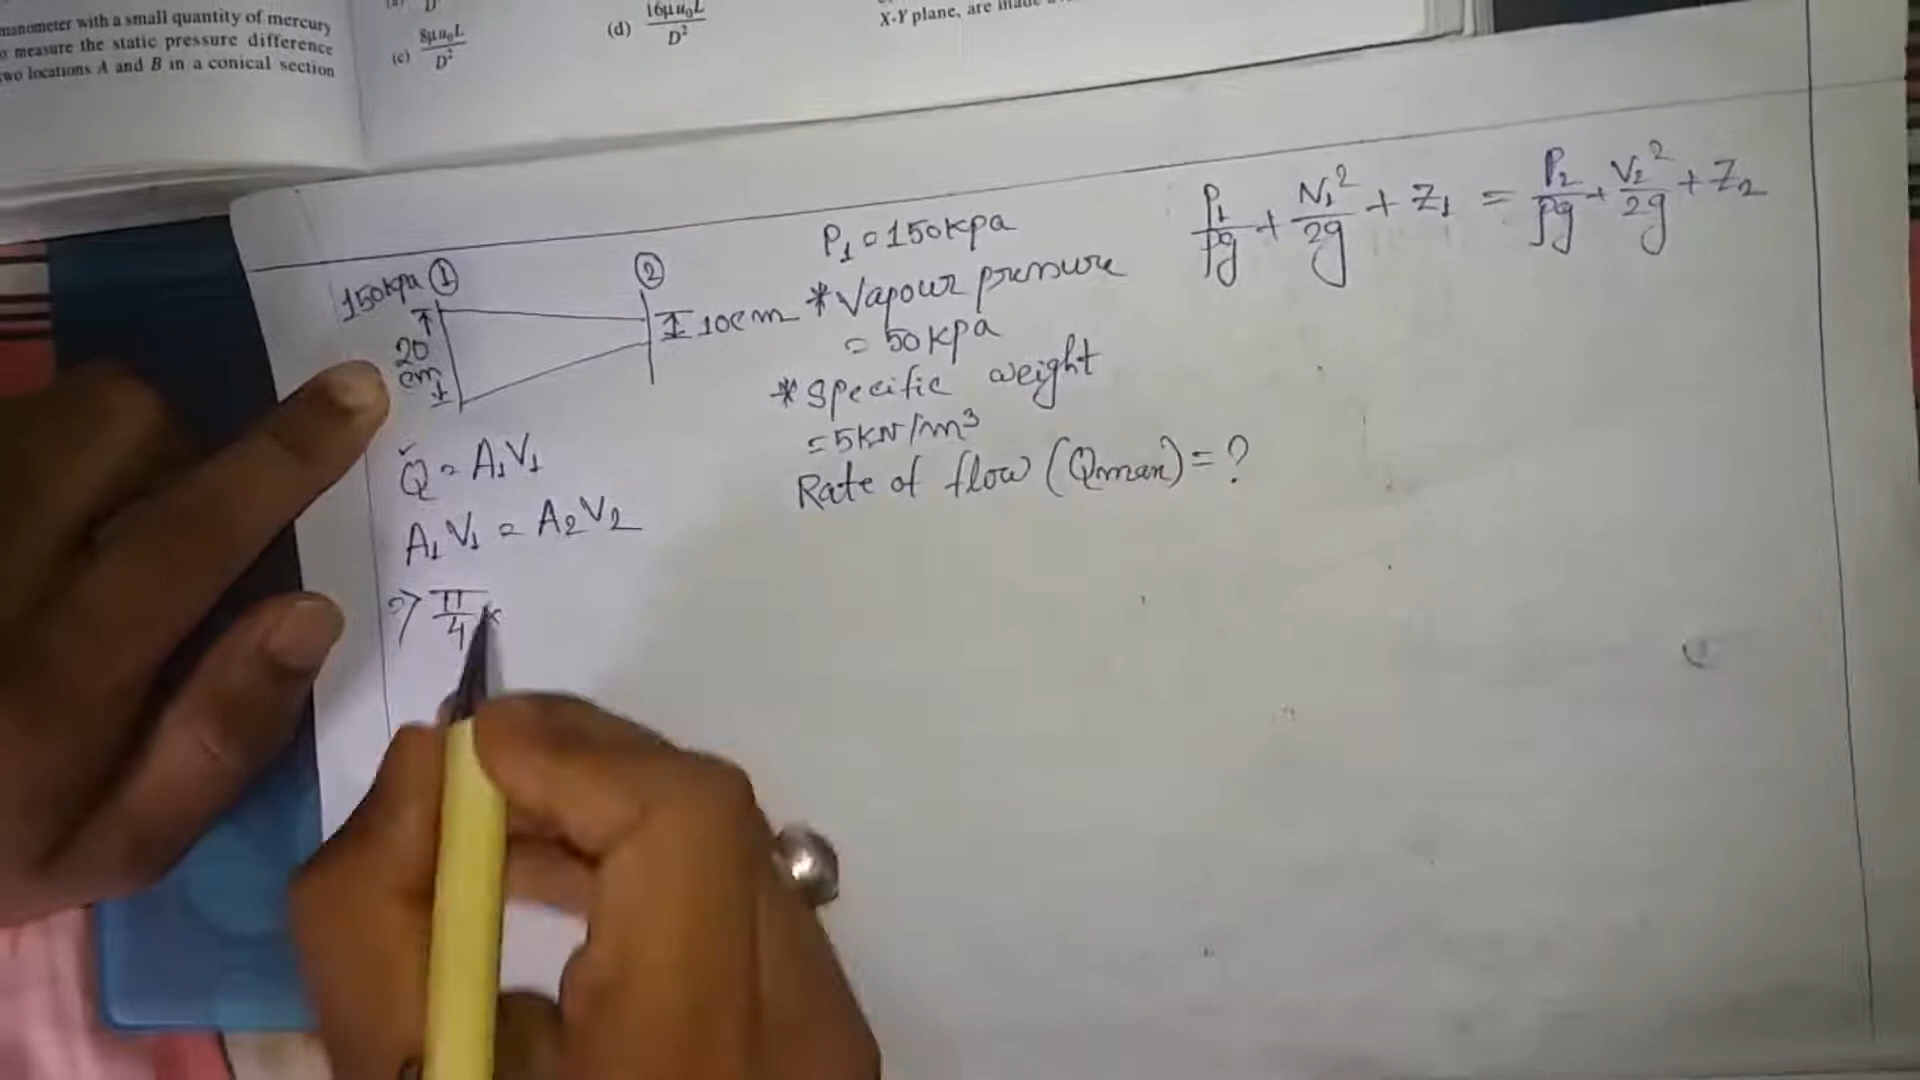 manometer with a small quantity of mercury
measure the static pressure difference
two locations A and B in a conical section
(c) 8μu₀L/D²
(d) 16μu₀L/D²
X-Y plane, are made
150kpa ①
②
20 cm
10cm
P₁ = 150kpa
* Vapour pressure
= 50kpa
* Specific weight
= 5KN/m³
Rate of flow (Qmax) = ?
P₁/ρg + V₁²/2g + Z₁ = P₂/ρg + V₂²/2g + Z₂
Q = A₁V₁
A₁V₁ = A₂V₂
⇒ π/4 ×